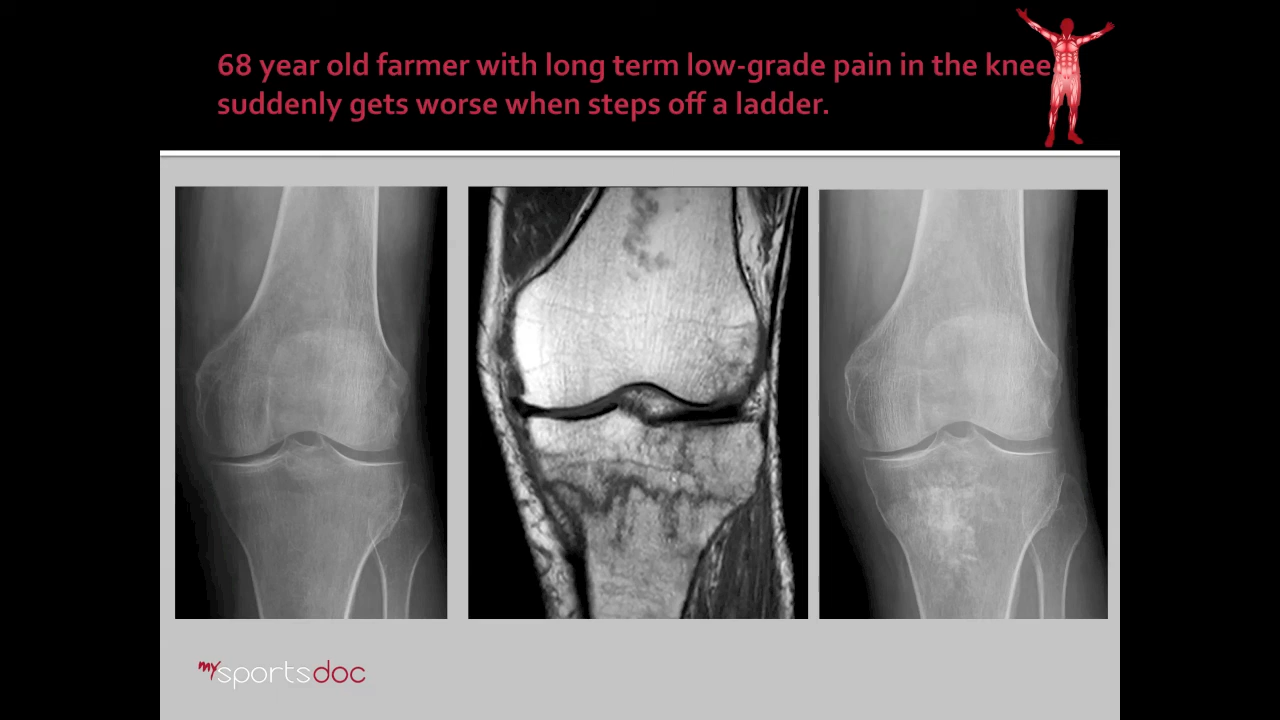 68 year old farmer with long term low-grade pain in the knee
suddenly gets worse when steps off a ladder.
mysportsdoc